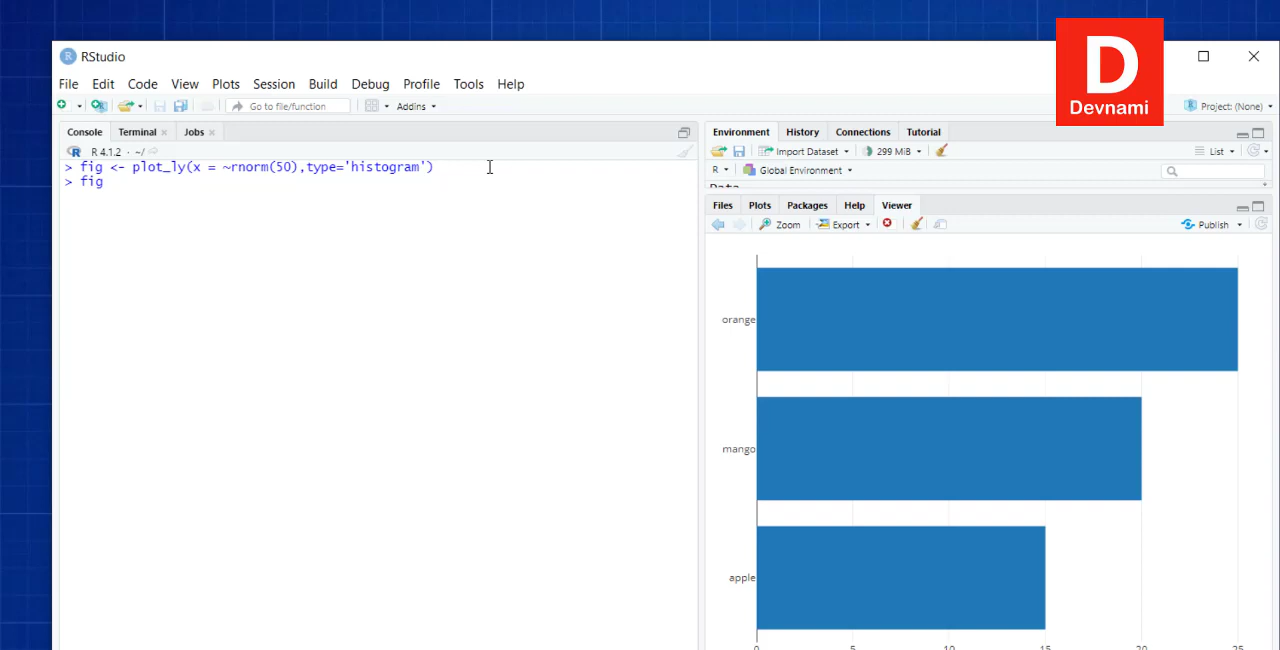 D
Devnami
RStudio
File Edit Code View Plots Session Build Debug Profile Tools Help
Go to file/function Addins Project: (None)
Console Terminal Jobs
R 4.1.2 · ~/
> fig <- plot_ly(x = ~rnorm(50),type='histogram')
> fig
Environment History Connections Tutorial
Import Dataset 299 MiB List
R Global Environment
Data
Files Plots Packages Help Viewer
Zoom Export Publish
orange
mango
apple
0 5 10 15 20 25